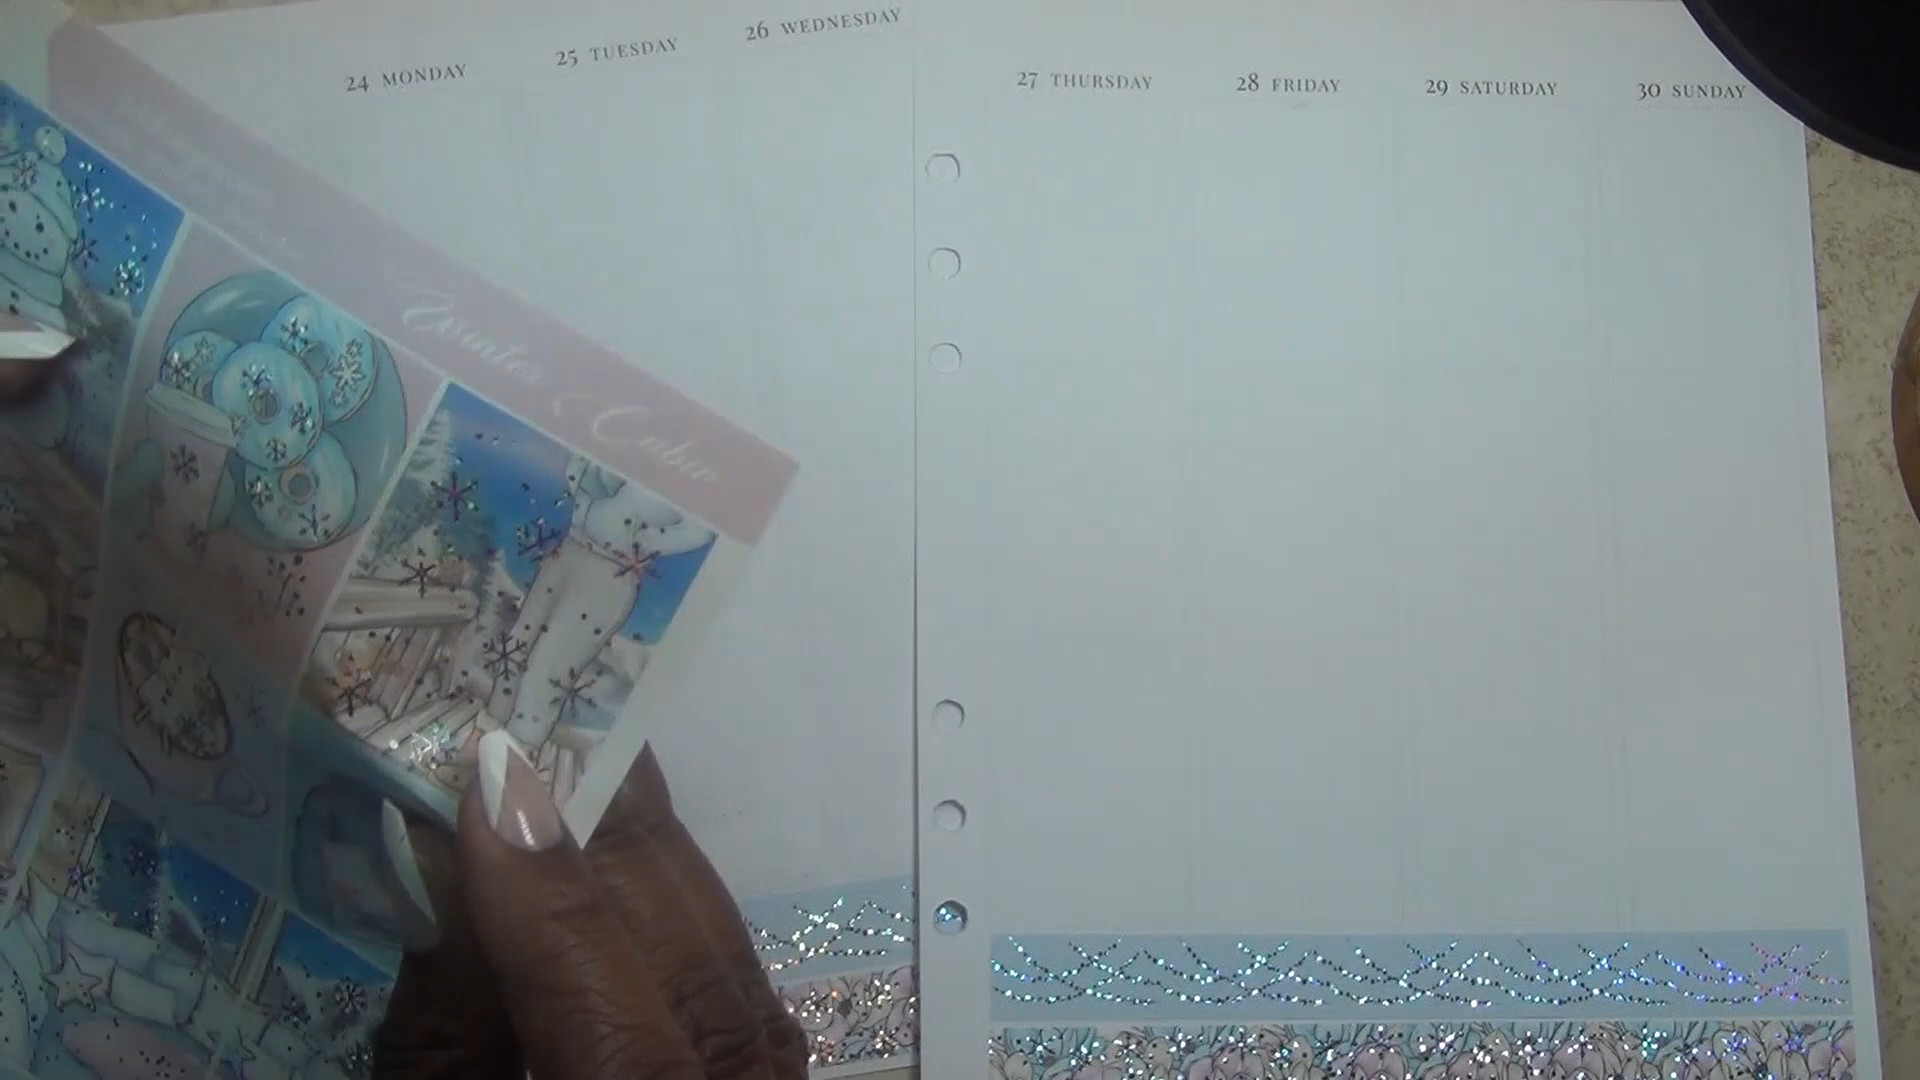 24 MONDAY
25 TUESDAY
26 WEDNESDAY
27 THURSDAY
28 FRIDAY
29 SATURDAY
30 SUNDAY
Winter Cabin